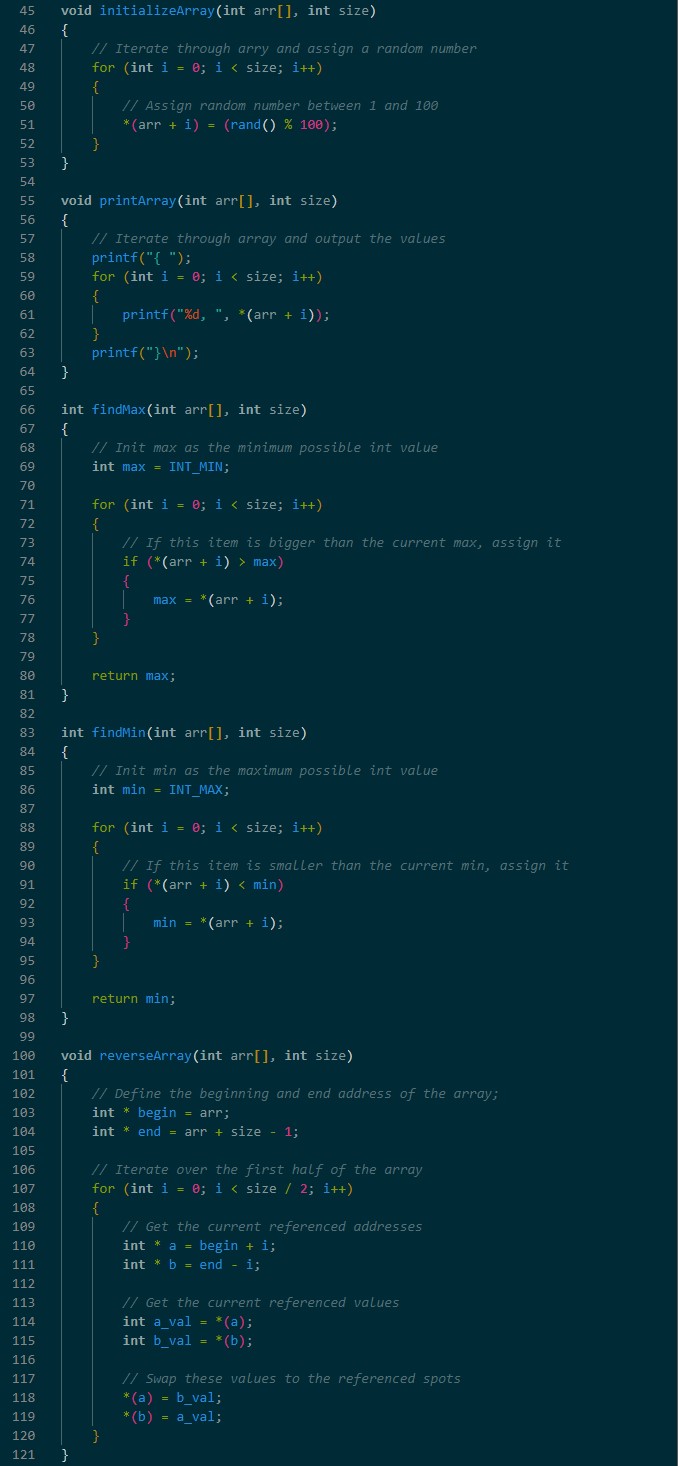 45 void initializeArray(int arr[], int size)
46 {
47     // Iterate through arry and assign a random number
48     for (int i = 0; i < size; i++)
49     {
50         // Assign random number between 1 and 100
51         *(arr + i) = (rand() % 100);
52     }
53 }
54
55 void printArray(int arr[], int size)
56 {
57     // Iterate through array and output the values
58     printf("{ ");
59     for (int i = 0; i < size; i++)
60     {
61         printf("%d, ", *(arr + i));
62     }
63     printf("}\n");
64 }
65
66 int findMax(int arr[], int size)
67 {
68     // Init max as the minimum possible int value
69     int max = INT_MIN;
70
71     for (int i = 0; i < size; i++)
72     {
73         // If this item is bigger than the current max, assign it
74         if (*(arr + i) > max)
75         {
76             max = *(arr + i);
77         }
78     }
79
80     return max;
81 }
82
83 int findMin(int arr[], int size)
84 {
85     // Init min as the maximum possible int value
86     int min = INT_MAX;
87
88     for (int i = 0; i < size; i++)
89     {
90         // If this item is smaller than the current min, assign it
91         if (*(arr + i) < min)
92         {
93             min = *(arr + i);
94         }
95     }
96
97     return min;
98 }
99
100 void reverseArray(int arr[], int size)
101 {
102     // Define the beginning and end address of the array;
103     int * begin = arr;
104     int * end = arr + size - 1;
105
106     // Iterate over the first half of the array
107     for (int i = 0; i < size / 2; i++)
108     {
109         // Get the current referenced addresses
110         int * a = begin + i;
111         int * b = end - i;
112
113         // Get the current referenced values
114         int a_val = *(a);
115         int b_val = *(b);
116
117         // Swap these values to the referenced spots
118         *(a) = b_val;
119         *(b) = a_val;
120     }
121 }